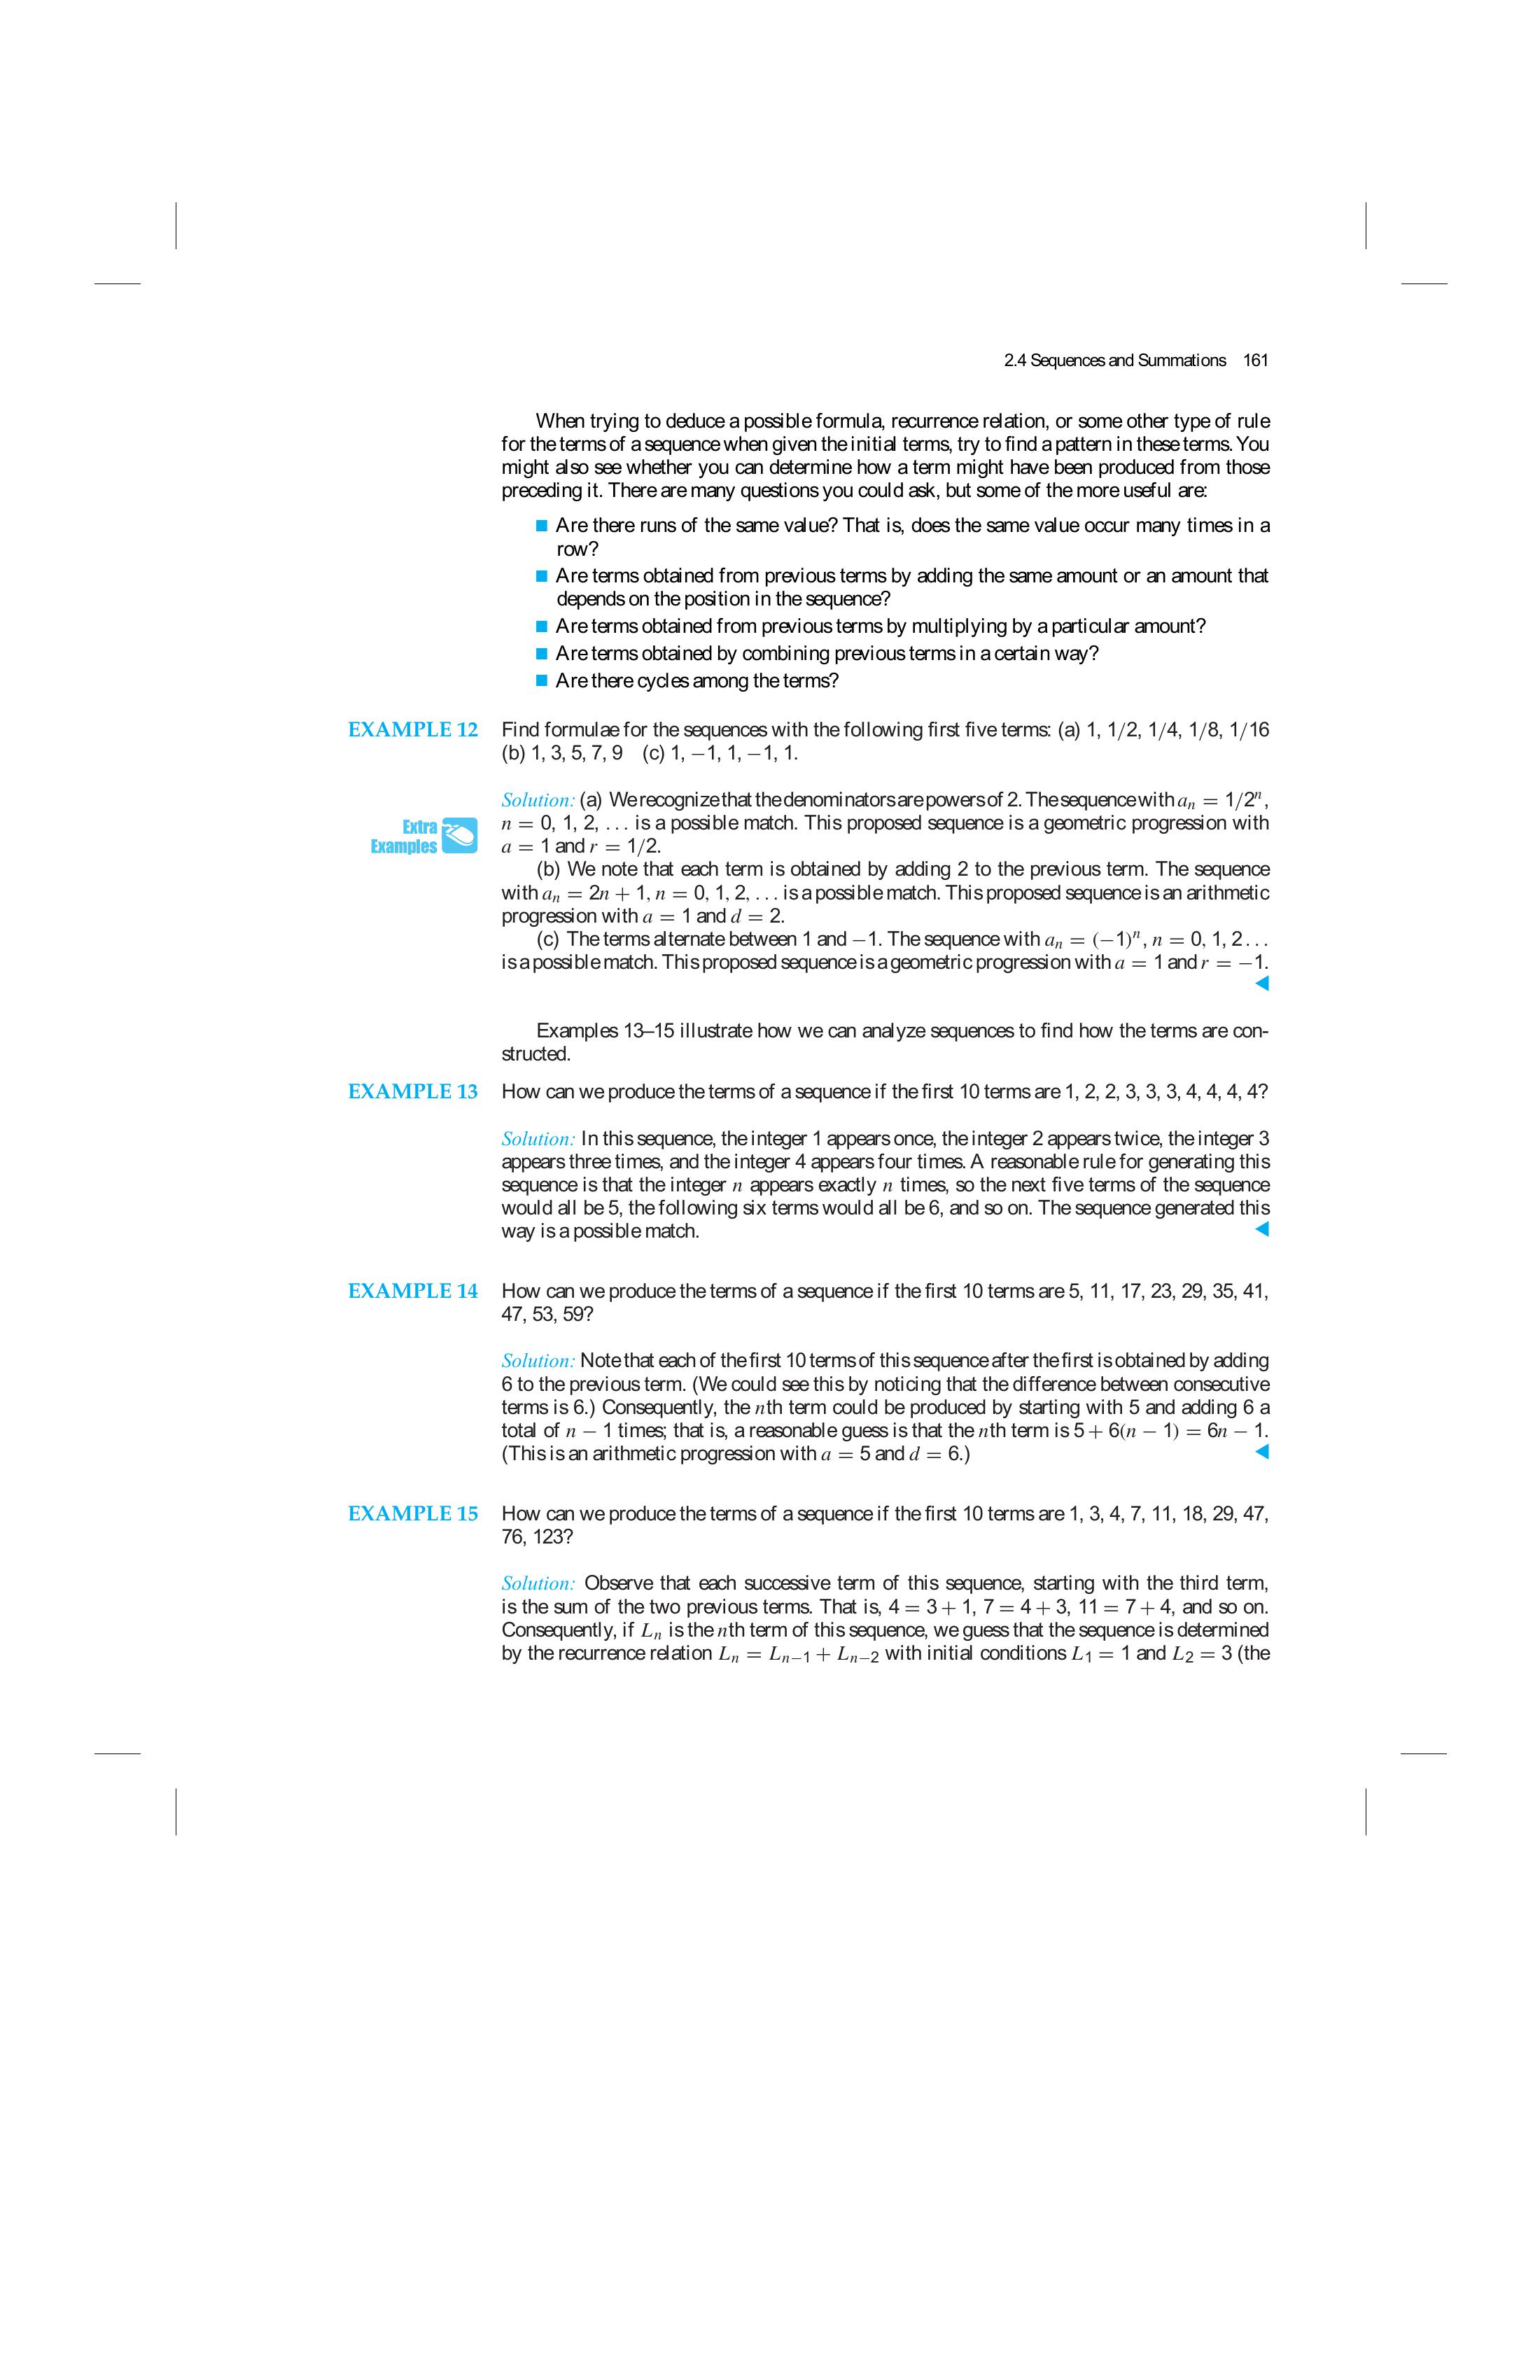 2.4 Sequences and Summations 161
When trying to deduce a possible formula, recurrence relation, or some other type of rule
for the terms of a sequence when given the initial terms, try to find a pattern in these terms. You
might also see whether you can determine how a term might have been produced from those
preceding it. There are many questions you could ask, but some of the more useful are:
■ Are there runs of the same value? That is, does the same value occur many times in a
row?
■ Are terms obtained from previous terms by adding the same amount or an amount that
depends on the position in the sequence?
■ Are terms obtained from previous terms by multiplying by a particular amount?
■ Are terms obtained by combining previous terms in a certain way?
■ Are there cycles among the terms?
EXAMPLE 12 Find formulae for the sequences with the following first five terms: (a) 1, 1/2, 1/4, 1/8, 1/16
(b) 1, 3, 5, 7, 9 (c) 1, −1, 1, −1, 1.
Solution: (a) We recognize that the denominators are powers of 2. The sequence with aₙ = 1/2ⁿ,
n = 0, 1, 2, ... is a possible match. This proposed sequence is a geometric progression with
a = 1 and r = 1/2.
Extra
Examples
(b) We note that each term is obtained by adding 2 to the previous term. The sequence
with aₙ = 2n + 1, n = 0, 1, 2, ... is a possible match. This proposed sequence is an arithmetic
progression with a = 1 and d = 2.
(c) The terms alternate between 1 and −1. The sequence with aₙ = (−1)ⁿ, n = 0, 1, 2 ...
is a possible match. This proposed sequence is a geometric progression with a = 1 and r = −1.
Examples 13–15 illustrate how we can analyze sequences to find how the terms are con-
structed.
EXAMPLE 13 How can we produce the terms of a sequence if the first 10 terms are 1, 2, 2, 3, 3, 3, 4, 4, 4, 4?
Solution: In this sequence, the integer 1 appears once, the integer 2 appears twice, the integer 3
appears three times, and the integer 4 appears four times. A reasonable rule for generating this
sequence is that the integer n appears exactly n times, so the next five terms of the sequence
would all be 5, the following six terms would all be 6, and so on. The sequence generated this
way is a possible match.
EXAMPLE 14 How can we produce the terms of a sequence if the first 10 terms are 5, 11, 17, 23, 29, 35, 41,
47, 53, 59?
Solution: Note that each of the first 10 terms of this sequence after the first is obtained by adding
6 to the previous term. (We could see this by noticing that the difference between consecutive
terms is 6.) Consequently, the nth term could be produced by starting with 5 and adding 6 a
total of n − 1 times; that is, a reasonable guess is that the nth term is 5 + 6(n − 1) = 6n − 1.
(This is an arithmetic progression with a = 5 and d = 6.)
EXAMPLE 15 How can we produce the terms of a sequence if the first 10 terms are 1, 3, 4, 7, 11, 18, 29, 47,
76, 123?
Solution: Observe that each successive term of this sequence, starting with the third term,
is the sum of the two previous terms. That is, 4 = 3 + 1, 7 = 4 + 3, 11 = 7 + 4, and so on.
Consequently, if Lₙ is the nth term of this sequence, we guess that the sequence is determined
by the recurrence relation Lₙ = Lₙ₋₁ + Lₙ₋₂ with initial conditions L₁ = 1 and L₂ = 3 (the